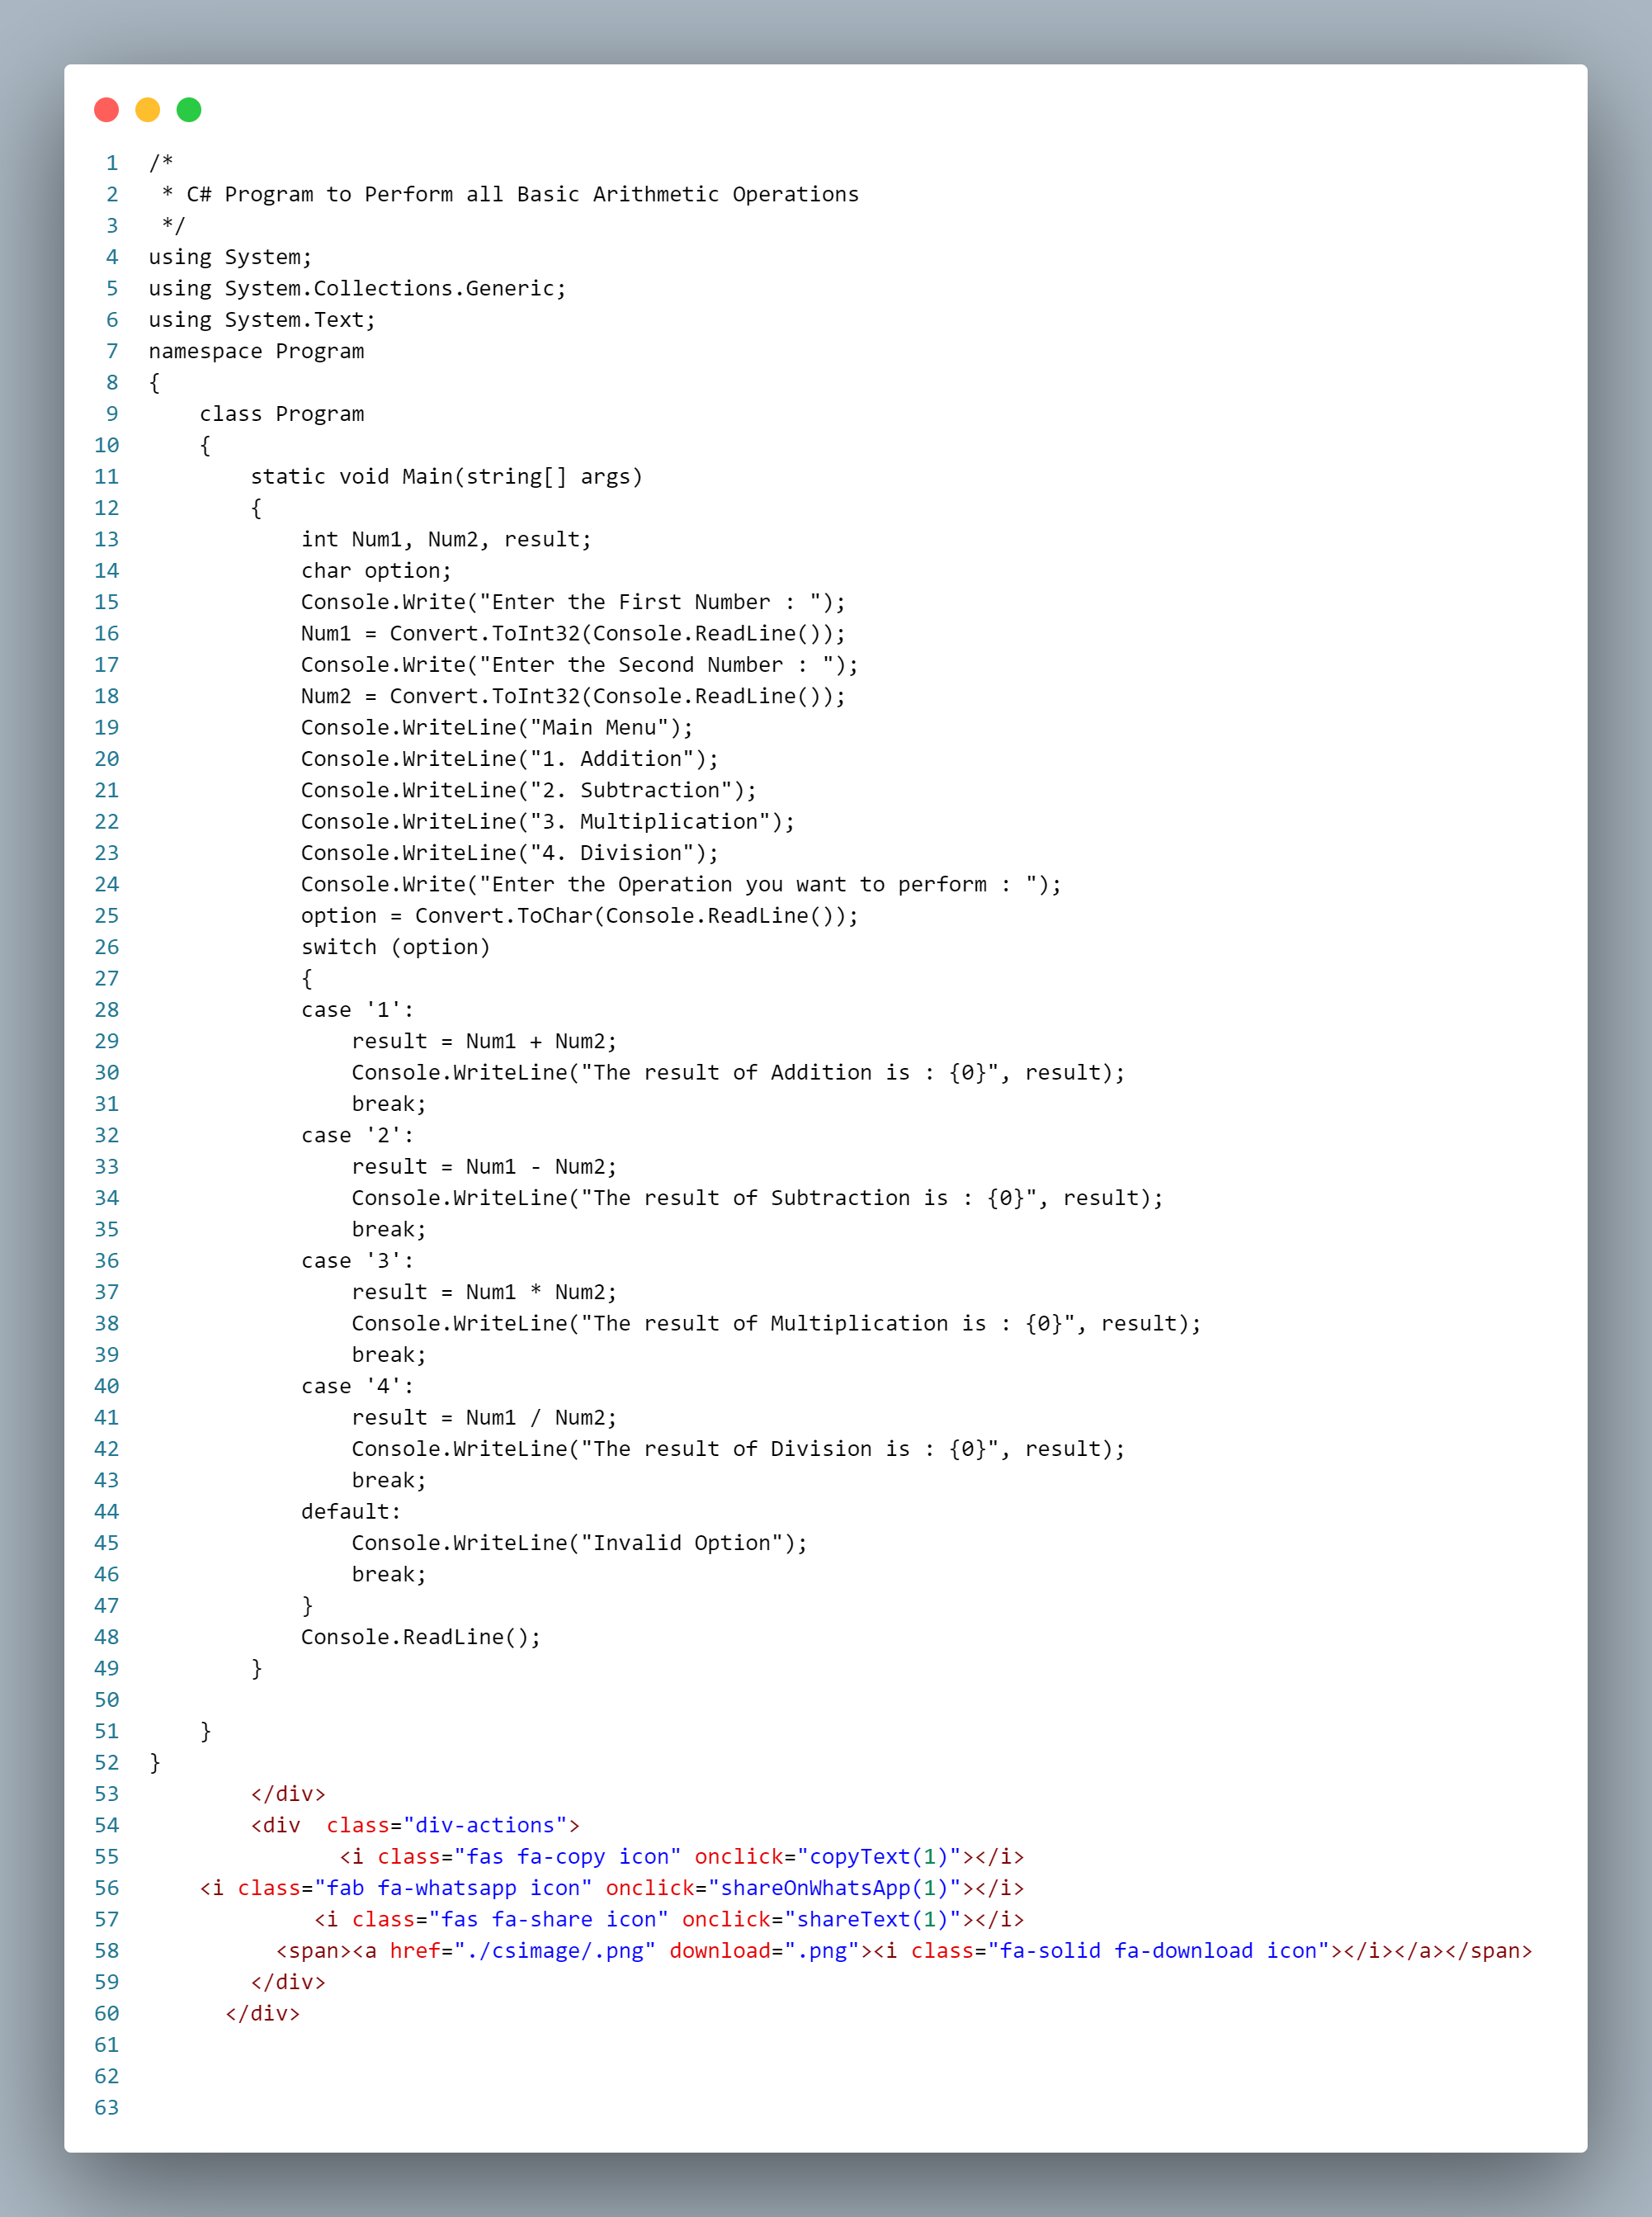 1 /*
2  * C# Program to Perform all Basic Arithmetic Operations
3  */
4 using System;
5 using System.Collections.Generic;
6 using System.Text;
7 namespace Program
8 {
9     class Program
10     {
11         static void Main(string[] args)
12         {
13             int Num1, Num2, result;
14             char option;
15             Console.Write("Enter the First Number : ");
16             Num1 = Convert.ToInt32(Console.ReadLine());
17             Console.Write("Enter the Second Number : ");
18             Num2 = Convert.ToInt32(Console.ReadLine());
19             Console.WriteLine("Main Menu");
20             Console.WriteLine("1. Addition");
21             Console.WriteLine("2. Subtraction");
22             Console.WriteLine("3. Multiplication");
23             Console.WriteLine("4. Division");
24             Console.Write("Enter the Operation you want to perform : ");
25             option = Convert.ToChar(Console.ReadLine());
26             switch (option)
27             {
28             case '1':
29                 result = Num1 + Num2;
30                 Console.WriteLine("The result of Addition is : {0}", result);
31                 break;
32             case '2':
33                 result = Num1 - Num2;
34                 Console.WriteLine("The result of Subtraction is : {0}", result);
35                 break;
36             case '3':
37                 result = Num1 * Num2;
38                 Console.WriteLine("The result of Multiplication is : {0}", result);
39                 break;
40             case '4':
41                 result = Num1 / Num2;
42                 Console.WriteLine("The result of Division is : {0}", result);
43                 break;
44             default:
45                 Console.WriteLine("Invalid Option");
46                 break;
47             }
48             Console.ReadLine();
49         }
50
51     }
52 }
53         </div>
54         <div  class="div-actions">
55                <i class="fas fa-copy icon" onclick="copyText(1)"></i>
56     <i class="fab fa-whatsapp icon" onclick="shareOnWhatsApp(1)"></i>
57              <i class="fas fa-share icon" onclick="shareText(1)"></i>
58           <span><a href="./csimage/.png" download=".png"><i class="fa-solid fa-download icon"></i></a></span>
59         </div>
60       </div>
61
62
63